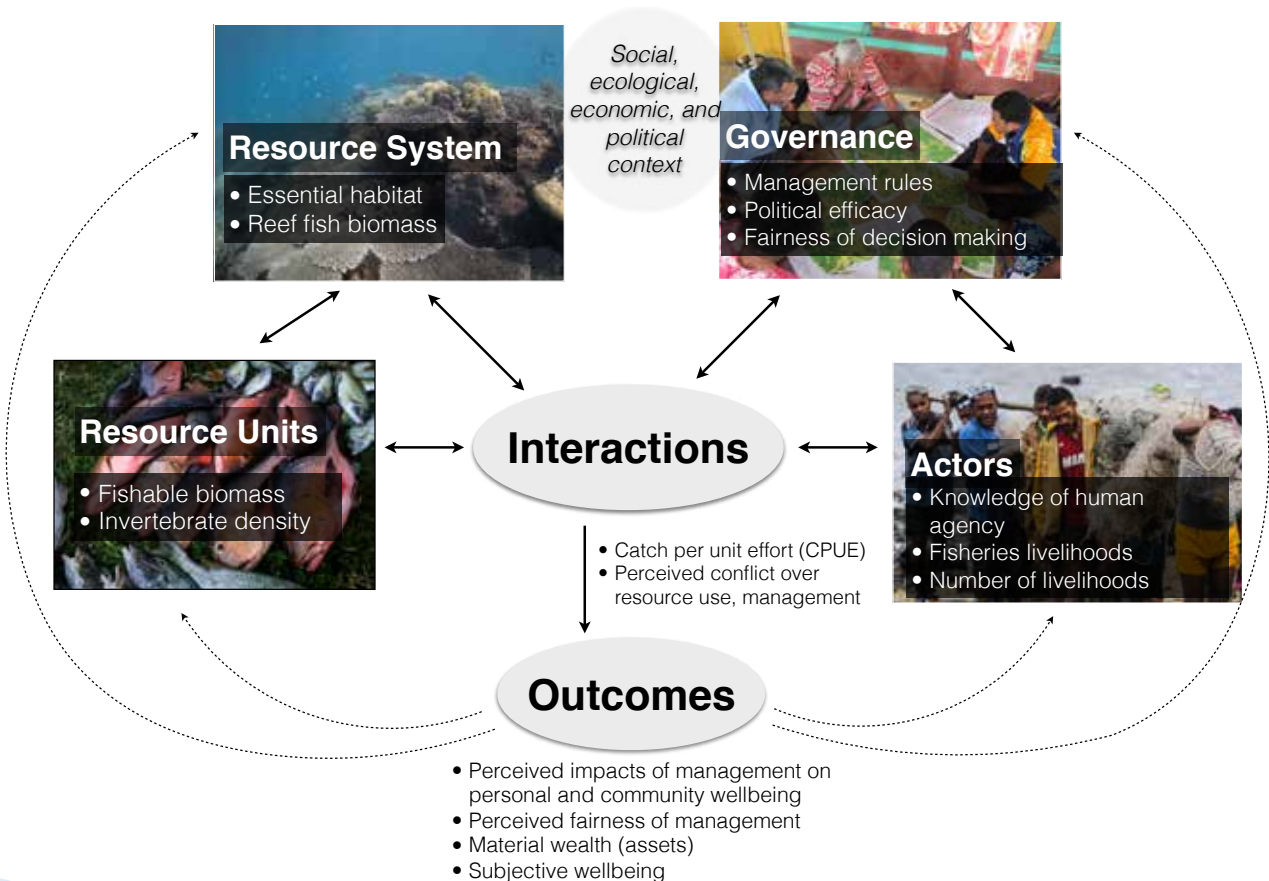 Social,
ecological,
economic, and
political
context
Resource System
• Essential habitat
• Reef fish biomass
Governance
• Management rules
• Political efficacy
• Fairness of decision making
Resource Units
• Fishable biomass
• Invertebrate density
Interactions
Actors
• Knowledge of human
agency
• Fisheries livelihoods
• Number of livelihoods
• Catch per unit effort (CPUE)
• Perceived conflict over
resource use, management
Outcomes
• Perceived impacts of management on
personal and community wellbeing
• Perceived fairness of management
• Material wealth (assets)
• Subjective wellbeing